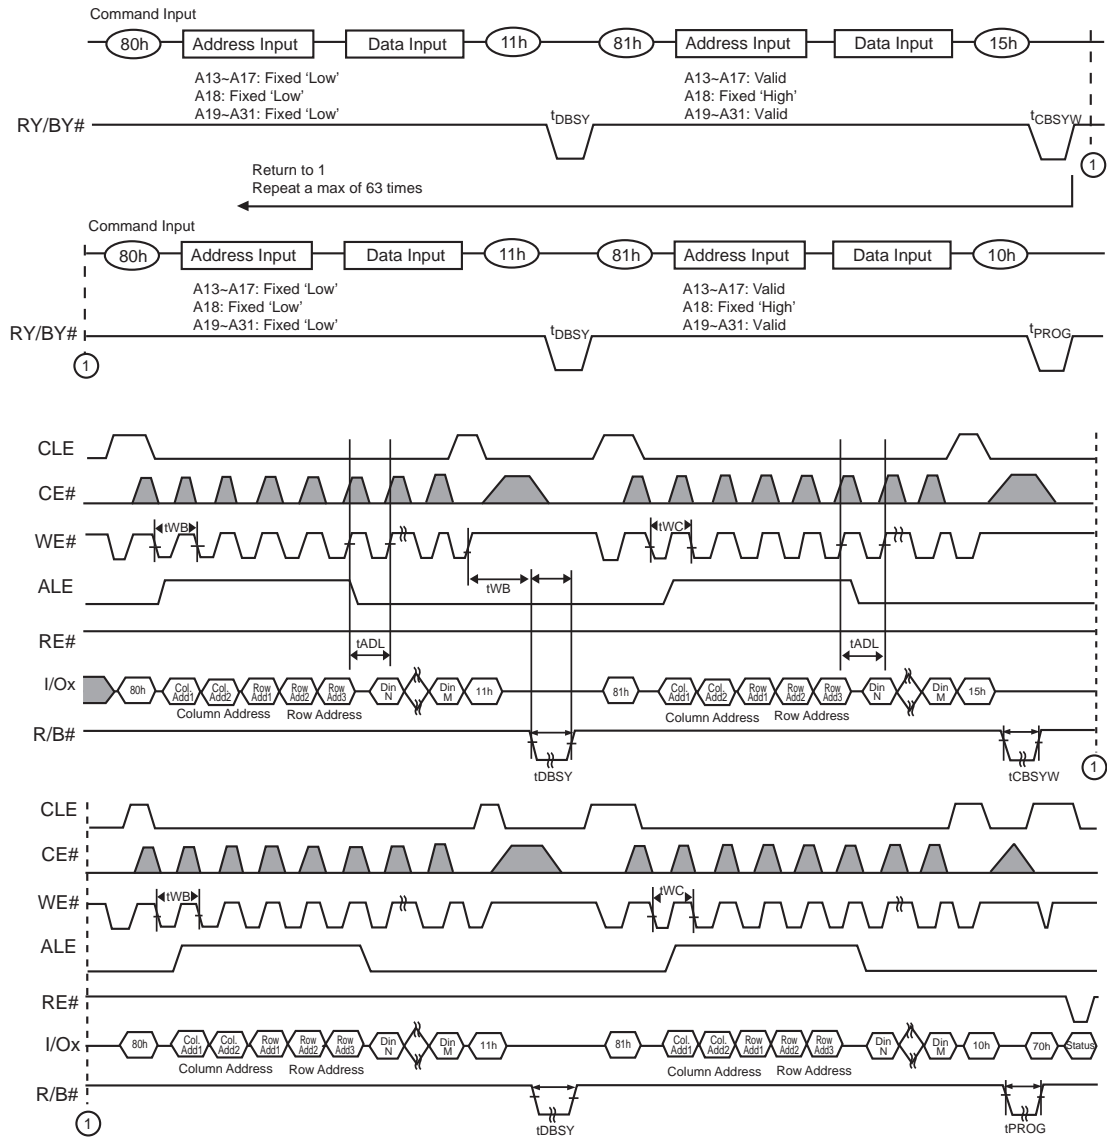 Command Input
80h Address Input Data Input 11h 81h Address Input Data Input 15h
A13~A17: Fixed 'Low' A13~A17: Valid
A18: Fixed 'Low' A18: Fixed 'High'
A19~A31: Fixed 'Low' A19~A31: Valid
RY/BY# tDBSY tCBSYW
1
Return to 1
Repeat a max of 63 times
Command Input
80h Address Input Data Input 11h 81h Address Input Data Input 10h
A13~A17: Fixed 'Low' A13~A17: Valid
A18: Fixed 'Low' A18: Fixed 'High'
A19~A31: Fixed 'Low' A19~A31: Valid
RY/BY# tDBSY tPROG
1
CLE
CE#
WE# tWB tWC
ALE tWB
RE# tADL tADL
I/Ox 80h Col. Add1 Col. Add2 Row Add1 Row Add2 Row Add3 Din N Din M 11h 81h Col. Add1 Col. Add2 Row Add1 Row Add2 Row Add3 Din N Din M 15h
Column Address Row Address Column Address Row Address
R/B# tDBSY tCBSYW
1
CLE
CE#
WE# tWB tWC
ALE
RE#
I/Ox 80h Col. Add1 Col. Add2 Row Add1 Row Add2 Row Add3 Din N Din M 11h 81h Col. Add1 Col. Add2 Row Add1 Row Add2 Row Add3 Din N Din M 10h 70h Status
Column Address Row Address Column Address Row Address
R/B# tDBSY tPROG
1